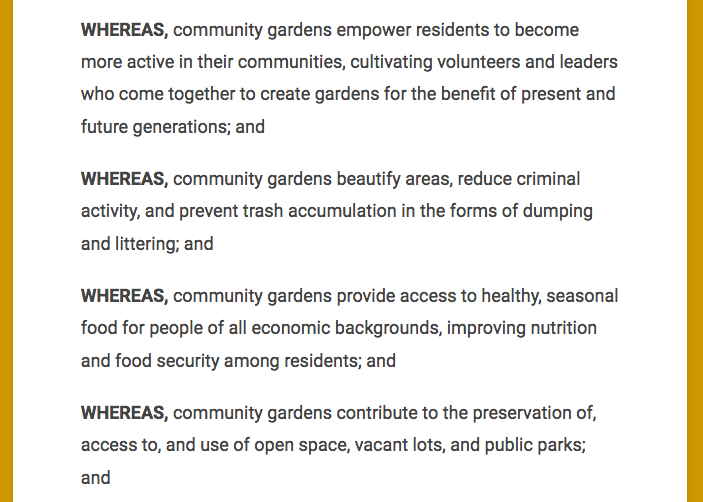 WHEREAS, community gardens empower residents to become
more active in their communities, cultivating volunteers and leaders
who come together to create gardens for the benefit of present and
future generations; and
WHEREAS, community gardens beautify areas, reduce criminal
activity, and prevent trash accumulation in the forms of dumping
and littering; and
WHEREAS, community gardens provide access to healthy, seasonal
food for people of all economic backgrounds, improving nutrition
and food security among residents; and
WHEREAS, community gardens contribute to the preservation of,
access to, and use of open space, vacant lots, and public parks;
and